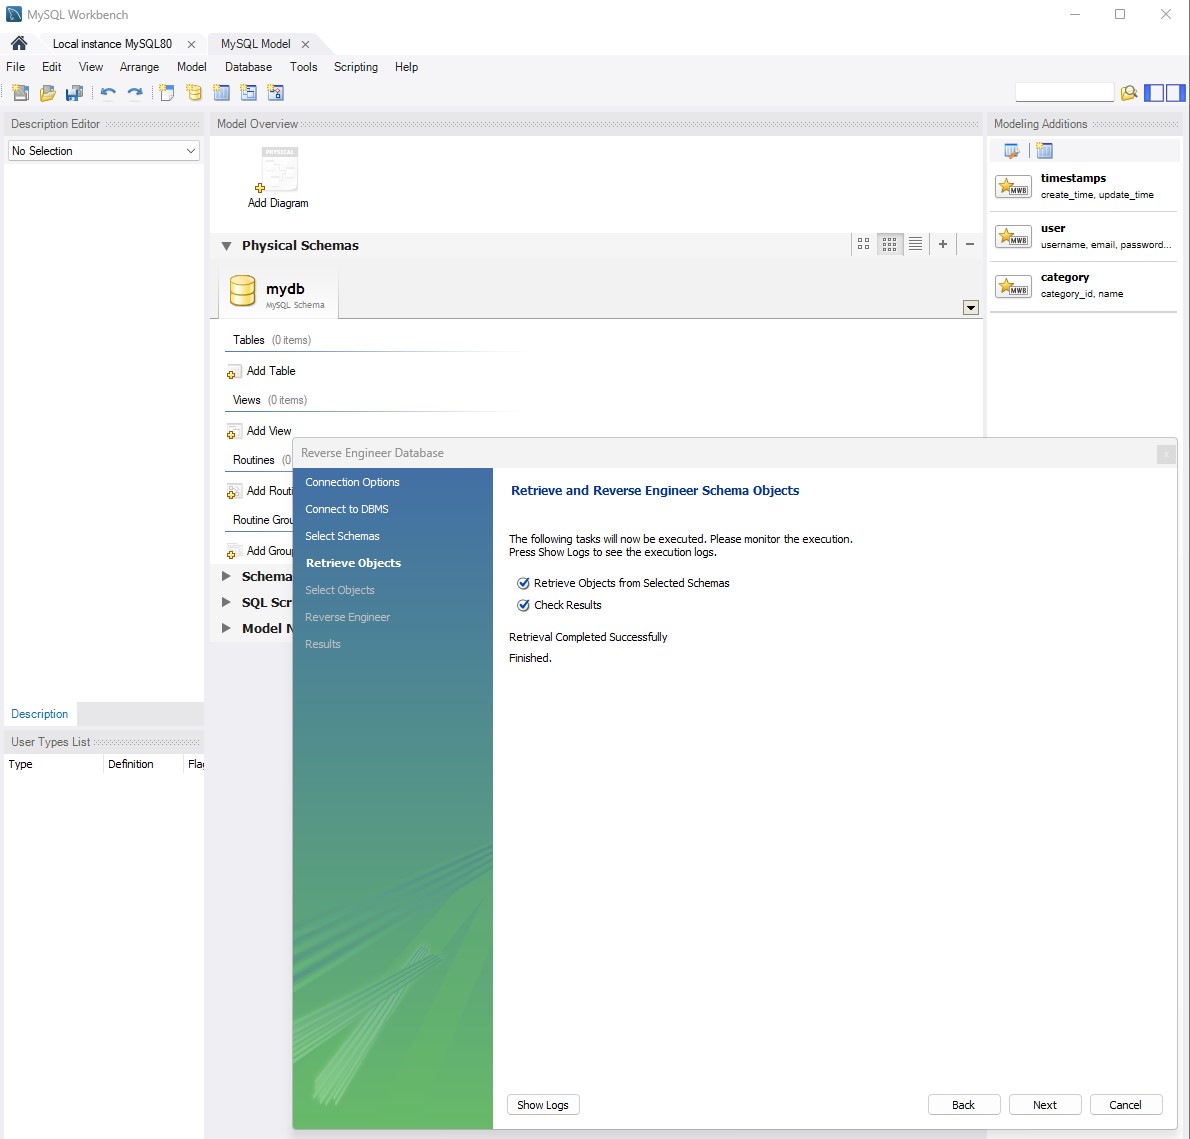 MySQL Workbench
Local instance MySQL80
MySQL Model
File Edit View Arrange Model Database Tools Scripting Help
Description Editor
No Selection
Model Overview
PHYSICAL
Add Diagram
Physical Schemas
mydb
MySQL Schema
Tables (0 items)
Add Table
Views (0 items)
Add View
Routines (0
Add Routi
Routine Grou
Add Grou
Schema
SQL Scr
Model N
Modeling Additions
MWB
timestamps
create_time, update_time
MWB
user
username, email, password...
MWB
category
category_id, name
Description
User Types List
Type Definition Flag
Reverse Engineer Database
Connection Options
Connect to DBMS
Select Schemas
Retrieve Objects
Select Objects
Reverse Engineer
Results
Retrieve and Reverse Engineer Schema Objects
The following tasks will now be executed. Please monitor the execution.
Press Show Logs to see the execution logs.
Retrieve Objects from Selected Schemas
Check Results
Retrieval Completed Successfully
Finished.
Show Logs
Back
Next
Cancel